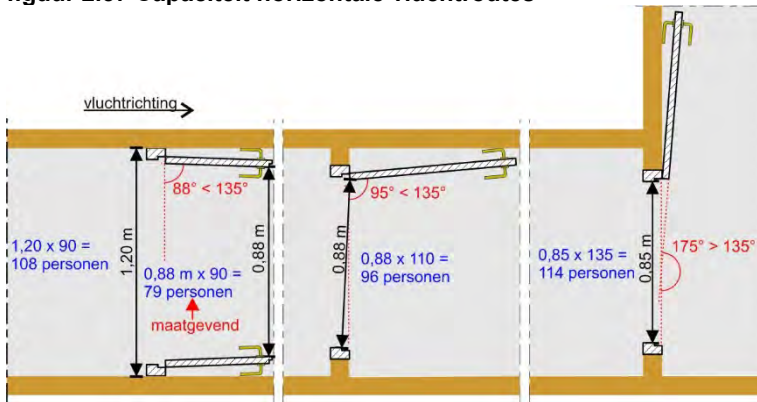 figuur Capaciteit horizontale vluchtroutes
vluchtrichting
88° < 135°
95° < 135°
175° > 135°
1,20 x 90 =
108 personen
1,20 m
0,88 m x 90 =
79 personen
maatgevend
0,88 m
0,88 m
0,88 x 110 =
96 personen
0,85 x 135 =
114 personen
0,85 m